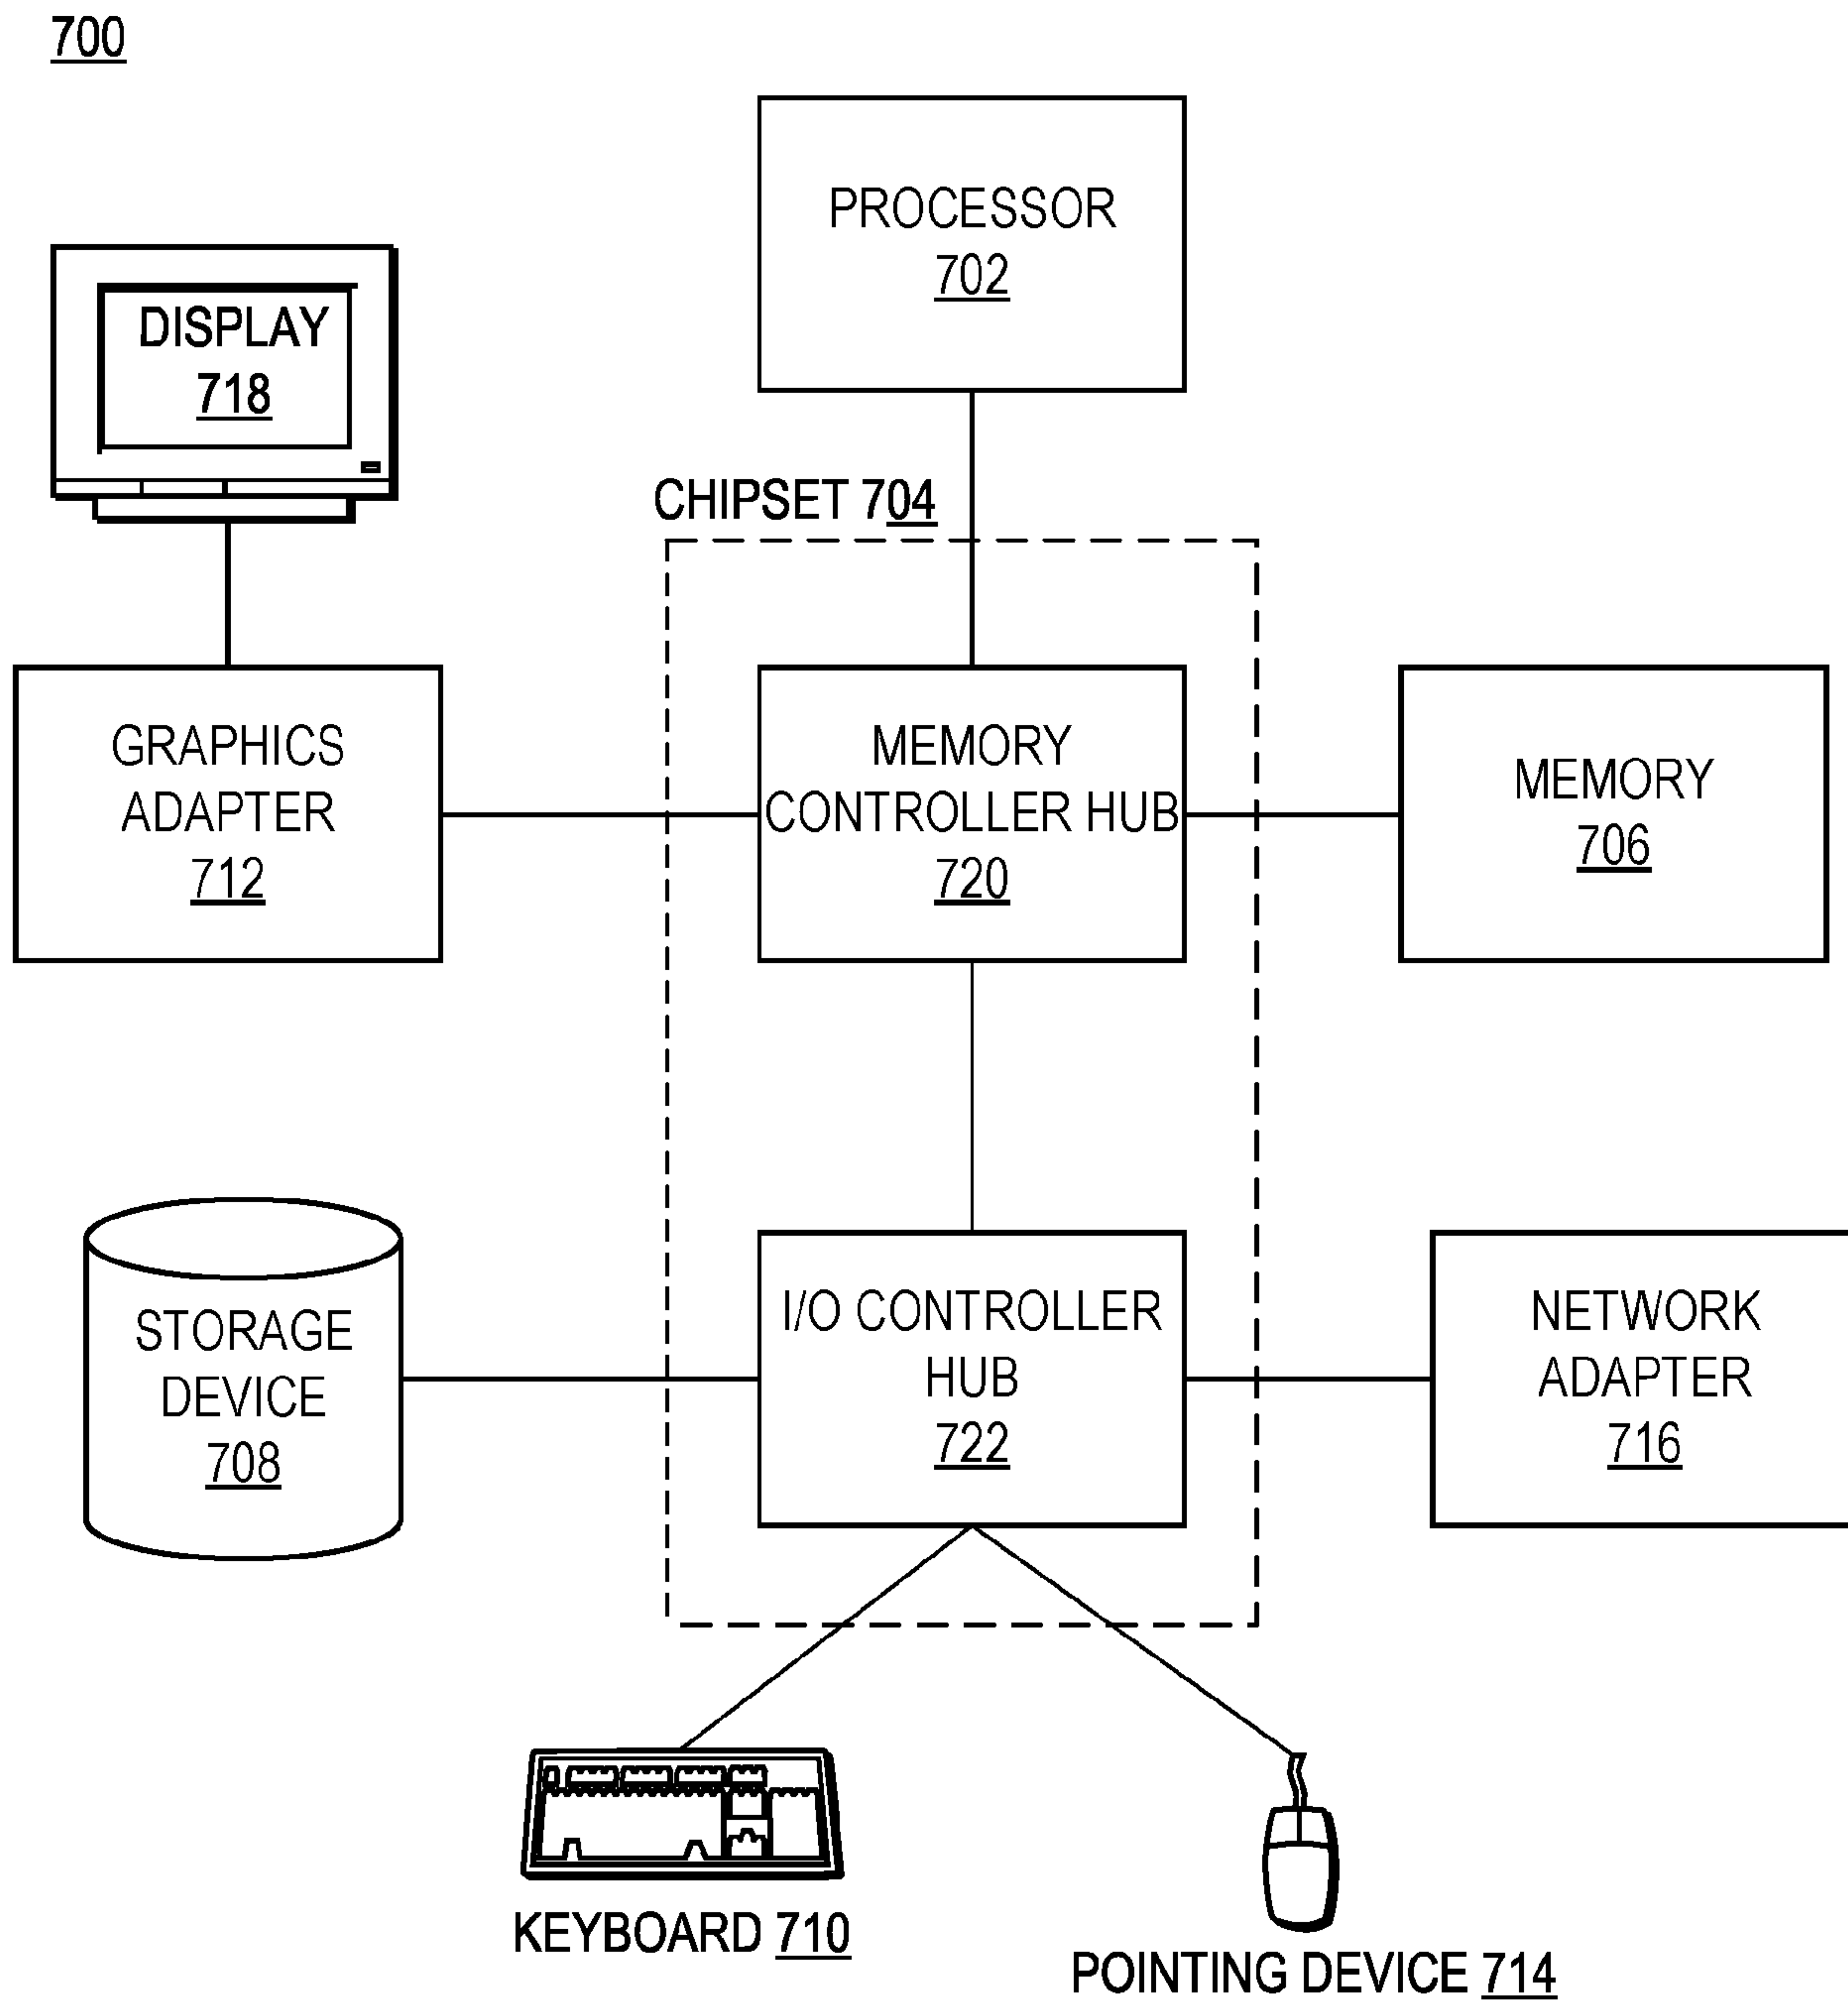 700
PROCESSOR
702
DISPLAY
718
CHIPSET 704
GRAPHICS
ADAPTER
712
MEMORY
CONTROLLER HUB
720
MEMORY
706
STORAGE
DEVICE
708
I/O CONTROLLER
HUB
722
NETWORK
ADAPTER
716
KEYBOARD 710
POINTING DEVICE 714